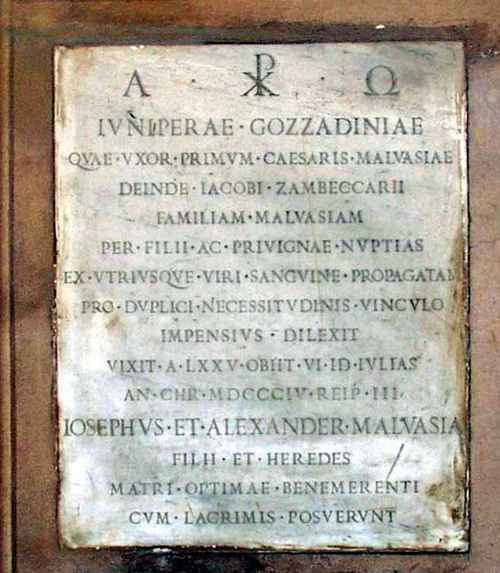 Α · ☧ · Ω
IVNIPERAE · GOZZADINIAE
QVAE · VXOR · PRIMVM · CAESARIS · MALVASIAE
DEINDE · IACOBI · ZAMBECCARII
FAMILIAM · MALVASIAM
PER · FILII · AC · PRIVIGNAE · NVPTIAS
EX · VTRIVSQVE · VIRI · SANGVINE · PROPAGATAM
PRO · DVPLICI · NECESSITVDINIS · VINCVLO
IMPENSIVS · DILEXIT
VIXIT · A · LXXV · OBIIT · VI · ID · IVLIAS
AN · CHR · MDCCCIV · REIP · III
IOSEPHVS · ET · ALEXANDER · MALVASIA
FILII · ET · HEREDES
MATRI · OPTIMAE · BENEMERENTI
CVM · LACRIMIS · POSVERVNT